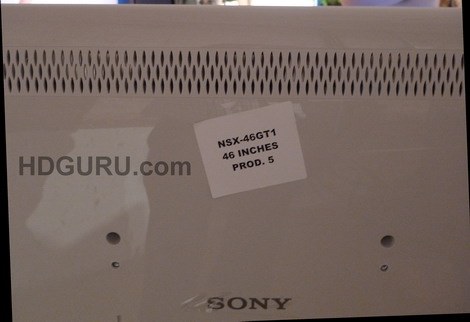 NSX-46GT1
46 INCHES
PROD. 5
HDGURU.com
SONY